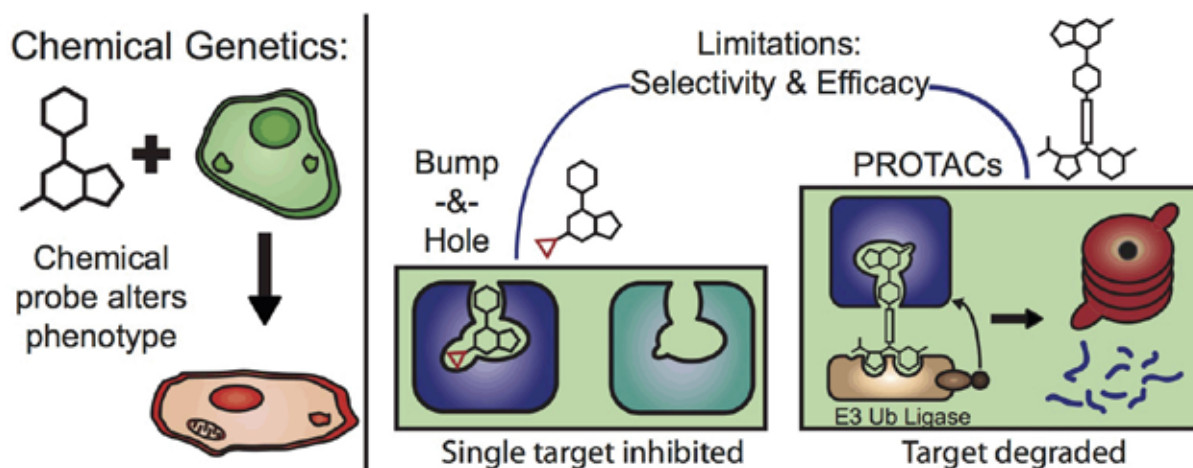 Chemical Genetics:
Chemical
probe alters
phenotype
Limitations:
Selectivity & Efficacy
Bump
-&-
Hole
Single target inhibited
PROTACs
E3 Ub Ligase
Target degraded